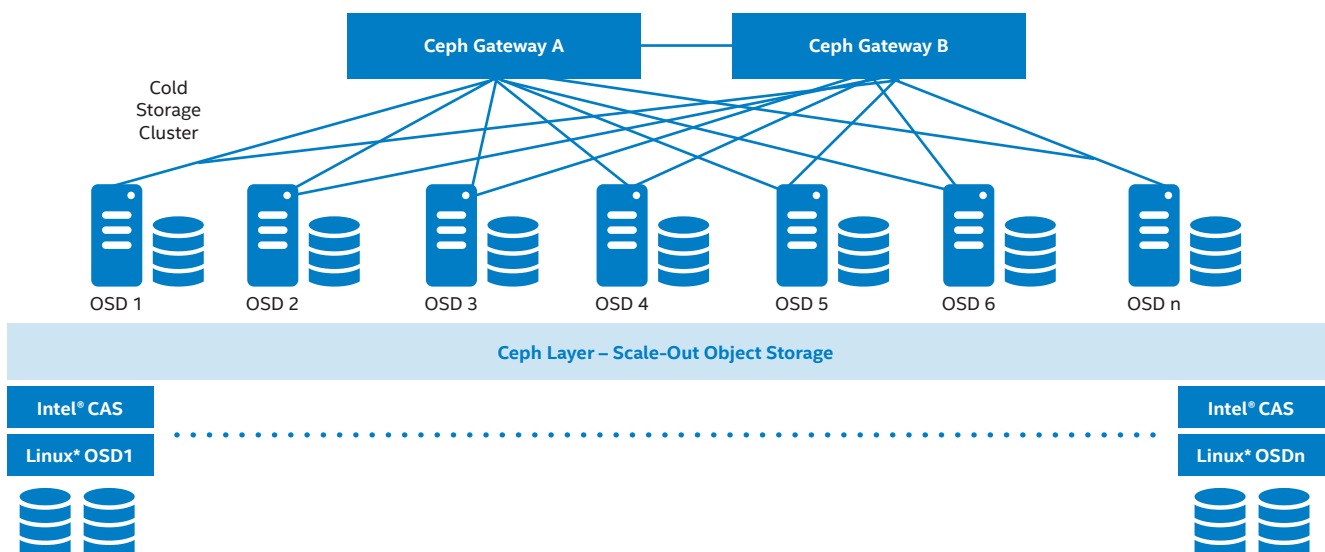 Ceph Gateway A
Ceph Gateway B
Cold
Storage
Cluster
OSD 1
OSD 2
OSD 3
OSD 4
OSD 5
OSD 6
OSD n
Ceph Layer – Scale-Out Object Storage
Intel® CAS
Intel® CAS
Linux* OSD1
Linux* OSDn